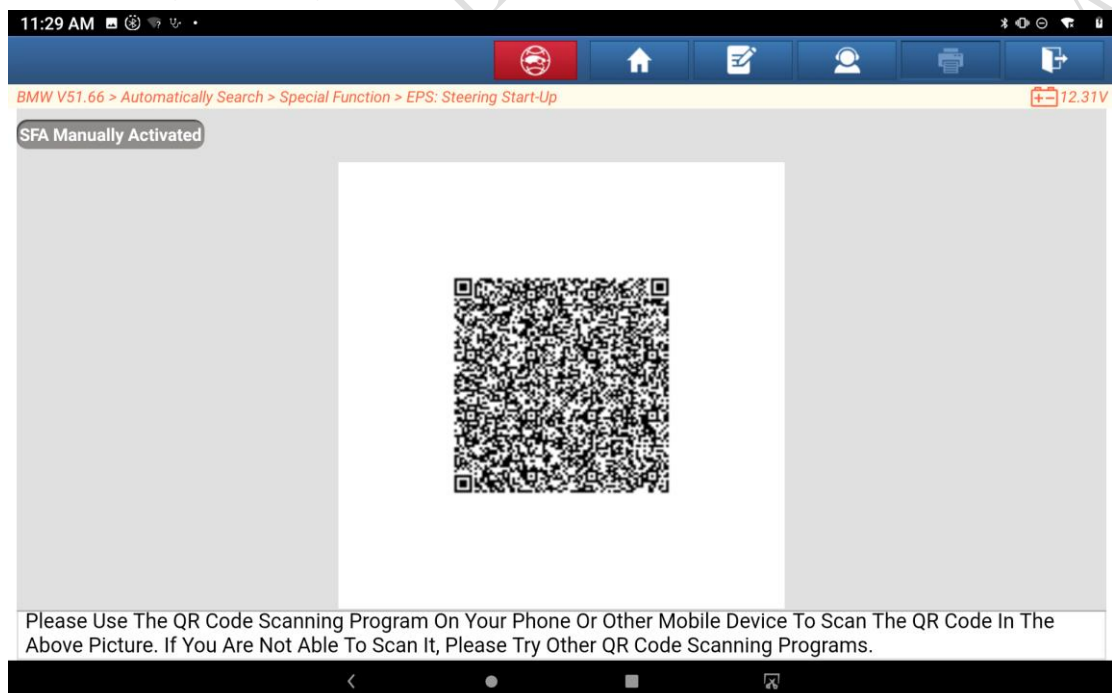 11:29 AM
BMW V51.66 > Automatically Search > Special Function > EPS: Steering Start-Up
12.31V
SFA Manually Activated
Please Use The QR Code Scanning Program On Your Phone Or Other Mobile Device To Scan The QR Code In The
Above Picture. If You Are Not Able To Scan It, Please Try Other QR Code Scanning Programs.